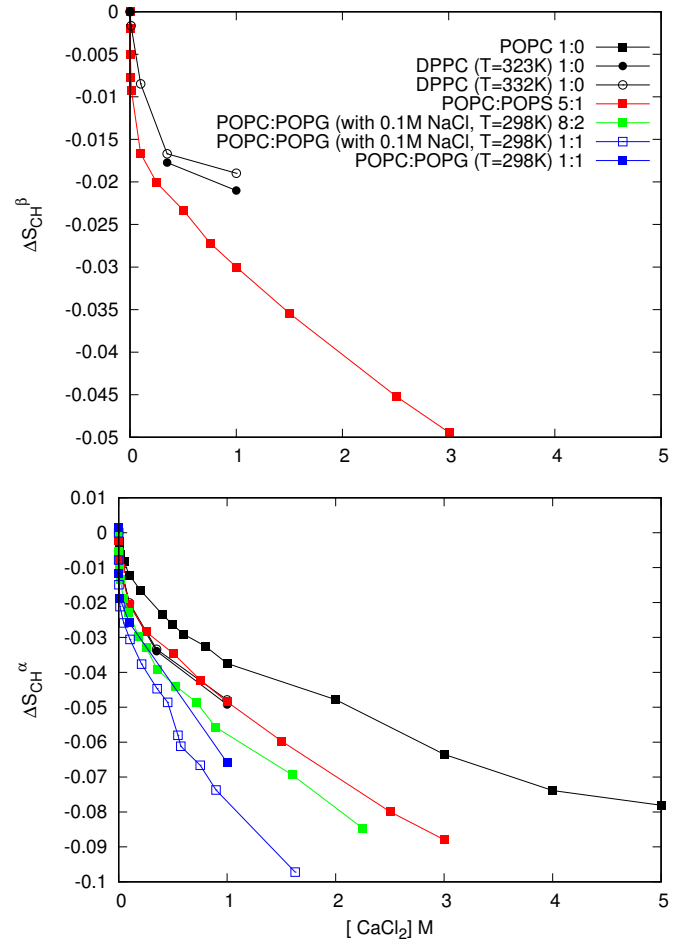 0
-0.005
-0.01
-0.015
-0.02
-0.025
-0.03
-0.035
-0.04
-0.045
-0.05
ΔS_CH^β
POPC 1:0
DPPC (T=323K) 1:0
DPPC (T=332K) 1:0
POPC:POPS 5:1
POPC:POPG (with 0.1M NaCl, T=298K) 8:2
POPC:POPG (with 0.1M NaCl, T=298K) 1:1
POPC:POPG (T=298K) 1:1
0 1 2 3 4 5
0.01
0
-0.01
-0.02
-0.03
-0.04
-0.05
-0.06
-0.07
-0.08
-0.09
-0.1
ΔS_CH^α
0 1 2 3 4 5
[ CaCl₂] M